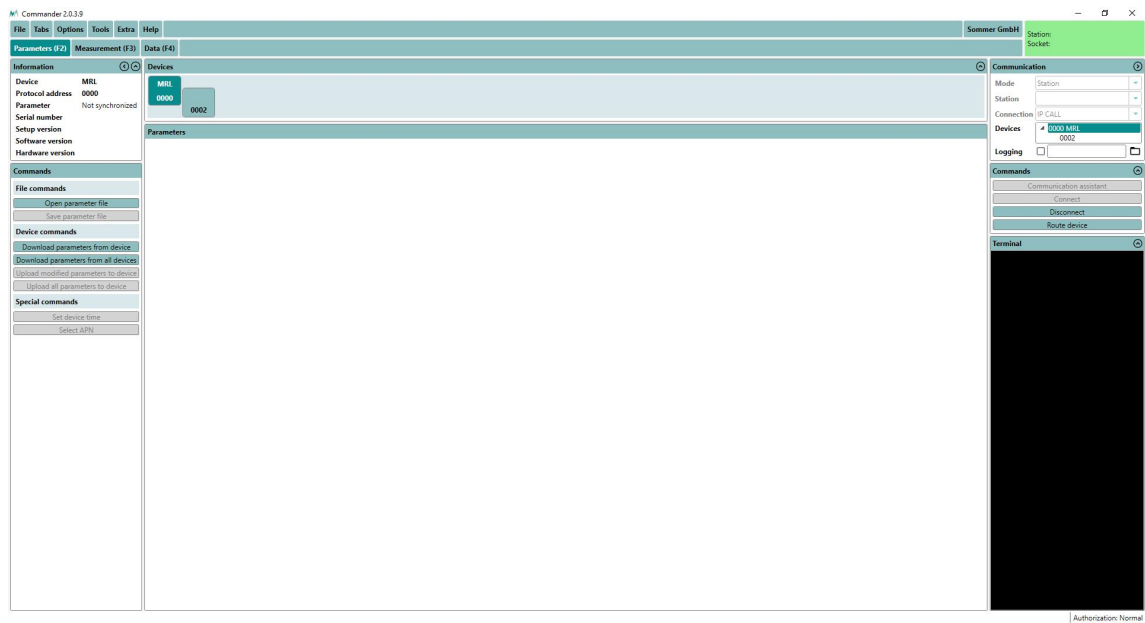 Commander 2.0.3.9
File Tabs Options Tools Extra Help
Sommer GmbH
Station:
Socket:
Parameters (F2) Measurement (F3) Data (F4)
Information
Device MRL
Protocol address 0000
Parameter Not synchronized
Serial number
Setup version
Software version
Hardware version
Commands
File commands
Open parameter file
Save parameter file
Device commands
Download parameters from device
Download parameters from all devices
Upload modified parameters to device
Upload all parameters to device
Special commands
Set device time
Select APN
Devices
MRL
0000
0002
Parameters
Communication
Mode Station
Station
Connection IP CALL
Devices 0000 MRL
0002
Logging
Commands
Communication assistant
Connect
Disconnect
Route device
Terminal
Authorization: Normal